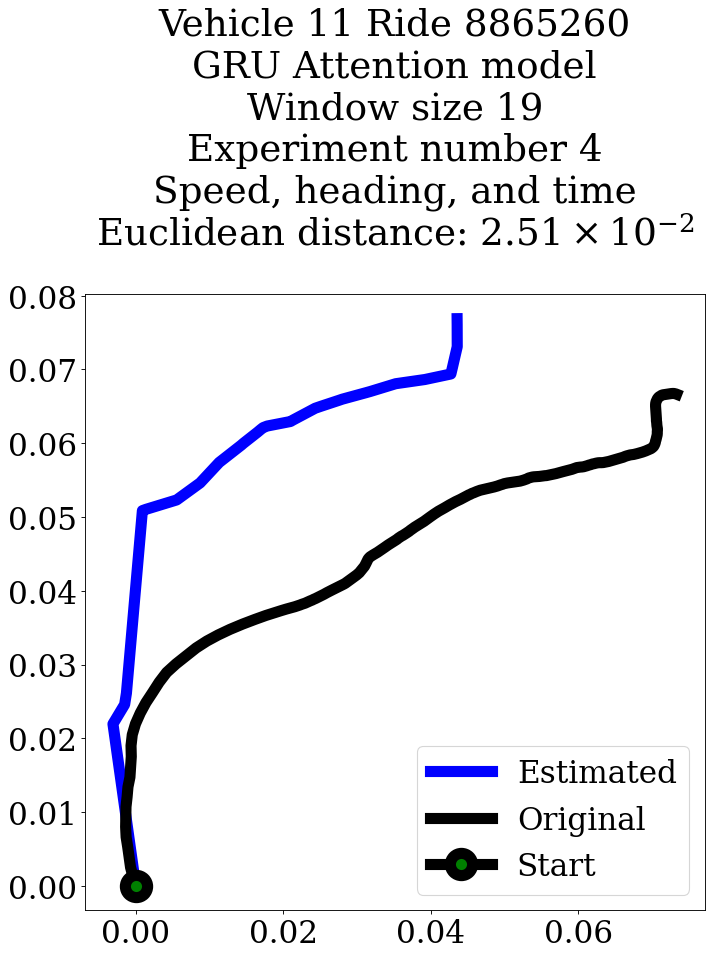 Vehicle 11 Ride 8865260
GRU Attention model
Window size 19
Experiment number 4
Speed, heading, and time
Euclidean distance: 2.51 × 10⁻²
0.08
0.07
0.06
0.05
0.04
0.03
0.02
0.01
0.00
Estimated
Original
Start
0.00 0.02 0.04 0.06